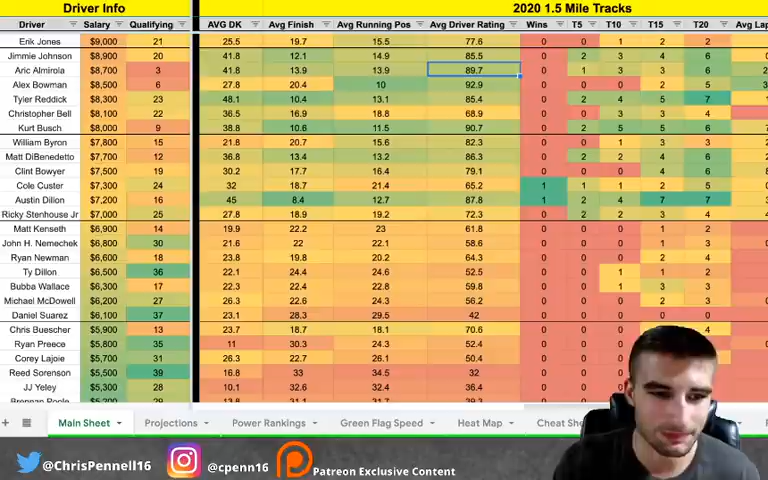 Driver Info 2020 1.5 Mile Tracks
Driver Salary Qualifying AVG DK Avg Finish Avg Running Pos Avg Driver Rating Wins T5 T10 T15 T20 Avg Lap
Erik Jones $9,000 21 25.5 19.7 15.5 77.6 0 0 1 2 2
Jimmie Johnson $8,900 20 41.8 12.1 14.9 85.5 0 2 3 4 6
Aric Almirola $8,700 3 41.8 13.9 13.9 89.7 0 1 3 3 6
Alex Bowman $8,500 6 27.8 20.4 10 92.9 0 0 0 2 5
Tyler Reddick $8,300 23 48.1 10.4 13.1 85.4 0 2 4 5 7
Christopher Bell $8,100 22 36.5 16.9 18.8 68.9 0 0 3 3 4
Kurt Busch $8,000 9 38.8 10.6 11.5 90.7 0 2 5 5 6
William Byron $7,800 15 21.8 20.7 15.6 82.3 0 0 1 3 3
Matt DiBenedetto $7,700 12 36.8 13.4 13.2 86.3 0 2 2 4 6
Clint Bowyer $7,500 19 30.2 17.7 16.4 79.1 0 0 0 4 6
Cole Custer $7,300 24 32 18.7 21.4 65.2 1 1 1 2 5
Austin Dillon $7,200 16 45 8.4 12.7 87.8 1 2 4 7 7
Ricky Stenhouse Jr $7,000 25 27.8 18.9 19.2 72.3 0 2 2 3 4
Matt Kenseth $6,900 14 19.9 22.2 23 61.8 0 0 0 1 2
John H. Nemechek $6,800 30 21.6 22 22.1 58.6 0 0 0 1 3
Ryan Newman $6,600 18 23.8 19.8 20.2 64.3 0 0 0 2 4
Ty Dillon $6,500 36 22.1 24.4 24.6 52.5 0 0 1 1 2
Bubba Wallace $6,300 17 22.4 22.4 22.8 59.8 0 0 1 3 3
Michael McDowell $6,200 27 26.3 22.6 24.3 56.2 0 0 0 2 3
Daniel Suarez $6,100 37 22.1 28.3 29.5 42 0 0 0 0 0
Chris Buescher $5,900 13 23.7 18.7 18.1 70.6 0 0 4
Ryan Preece $5,800 35 11 30.3 24.3 52.4 0 0
Corey Lajoie $5,700 31 26.3 22.7 26.1 50.4 0 0
Reed Sorenson $5,500 39 16.8 33 34.5 32 0 0
JJ Yeley $5,300 28 10.1 32.6 32.4 36.4 0 0
Main Sheet Projections Power Rankings Green Flag Speed Heat Map Cheat She
@ChrisPennell16 @cpenn16 Patreon Exclusive Content